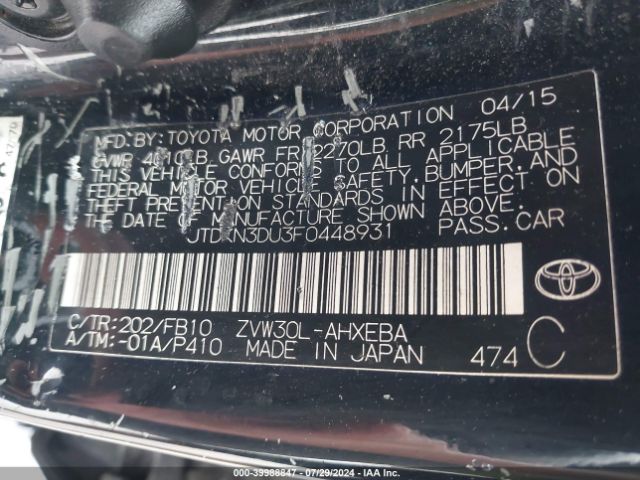 04/15
MFD. BY: TOYOTA MOTOR CORPORATION
GVWR 4010LB GAWR FR 2270LB RR 2175LB
THIS VEHICLE CONFORMS TO ALL APPLICABLE
FEDERAL MOTOR VEHICLE SAFETY, BUMPER, AND
THEFT PREVENTION STANDARDS IN EFFECT
ON THE DATE OF MANUFACTURE SHOWN ABOVE.
JTDKN3DU3F0448931 PASS. CAR
C/TR: 202/FB10 ZVW30L-AHXEBA
A/TM: -01A/P410 MADE IN JAPAN 474 C
000-39988847 - 07/29/2024 - IAA Inc.